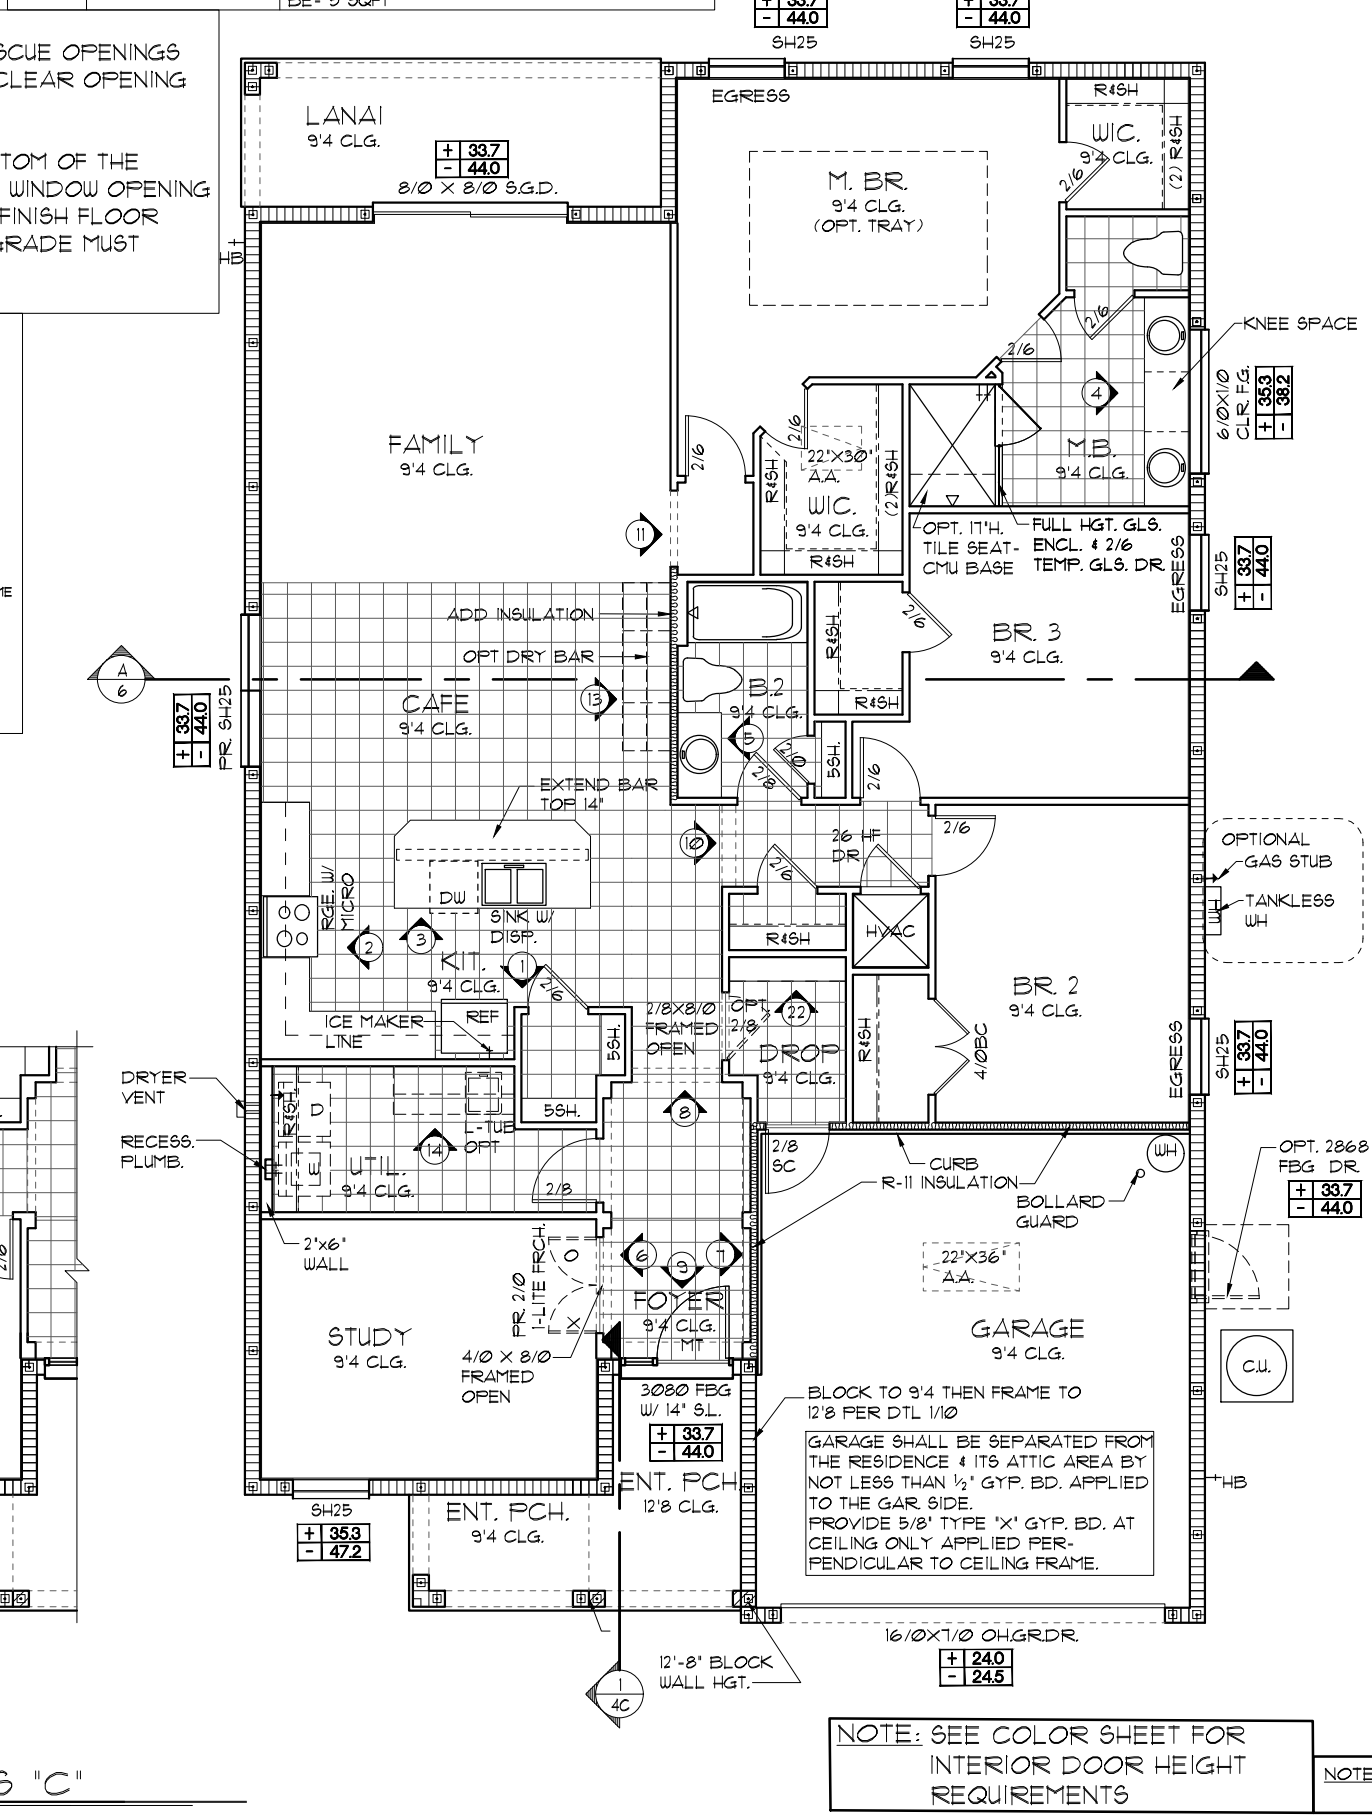 BE- 5 SQFT
+ 33.7
- 44.0
SH25
+ 33.7
- 44.0
SH25
SCUE OPENINGS
CLEAR OPENING
TOM OF THE
WINDOW OPENING
FINISH FLOOR
GRADE MUST
HB
LANAI
9'4 CLG.
+ 33.7
- 44.0
8/0 X 8/0 S.G.D.
EGRESS
M. BR.
9'4 CLG.
(OPT. TRAY)
R&SH
WIC.
9'4 CLG.
(2) R&SH
2/6
2/6
2/6
KNEE SPACE
6/0X1/0
CLR. F.G.
+ 35.3
- 38.2
4
M.B.
9'4 CLG.
FAMILY
9'4 CLG.
2/6
2/6
22"X30"
A.A.
R&SH
(2)R&SH
WIC.
9'4 CLG.
R&SH
11
OPT. 17"H.
TILE SEAT-
CMU BASE
FULL HGT. GLS.
ENCL. & 2/6
TEMP. GLS. DR.
EGRESS
SH25
+ 33.7
- 44.0
ME
ADD INSULATION
OPT DRY BAR
R&SH
2/6
BR. 3
9'4 CLG.
A
6
+ 33.7
- 44.0
PR. SH25
CAFE
9'4 CLG.
13
B.2
9'4 CLG.
R&SH
5
2/0
5SH.
2/8
2/6
EXTEND BAR
TOP 14"
10
26 HF
DR
2/6
OPTIONAL
GAS STUB
TANKLESS
WH
TWH
RGE. W/
MICRO
DW
SINK W/
DISP.
2/6
R&SH
HVAC
2
3
KIT.
9'4 CLG.
1
2/6
BR. 2
9'4 CLG.
ICE MAKER
LINE
REF
5SH.
2/8X8/0
FRAMED
OPEN
OPT.
2/8
22
DROP
9'4 CLG.
R&SH
4/0BC
EGRESS
SH25
+ 33.7
- 44.0
DRYER
VENT
R&SH
D
L-TUB
OPT
5SH.
8
RECESS.
PLUMB.
W
UTIL.
9'4 CLG.
14
2/8
2/8
SC
CURB
R-11 INSULATION
WH
BOLLARD
GUARD
OPT. 2868
FBG DR.
+ 33.7
- 44.0
2"x6"
WALL
PR. 2/0
1-LITE FRCH.
O
X
6
9
7
FOYER
9'4 CLG.
MT
22"X36"
A.A.
2/6
STUDY
9'4 CLG.
4/0 X 8/0
FRAMED
OPEN
GARAGE
9'4 CLG.
C.U.
3080 FBG
W/ 14" S.L.
+ 33.7
- 44.0
BLOCK TO 9'4 THEN FRAME TO
12'8 PER DTL 1/10
GARAGE SHALL BE SEPARATED FROM
THE RESIDENCE & ITS ATTIC AREA BY
NOT LESS THAN ½" GYP. BD. APPLIED
TO THE GAR. SIDE.
PROVIDE 5/8" TYPE "X" GYP. BD. AT
CEILING ONLY APPLIED PER-
PENDICULAR TO CEILING FRAME.
HB
ENT. PCH.
12'8 CLG.
SH25
+ 35.3
- 47.2
ENT. PCH.
9'4 CLG.
16/0X7/0 OH.GR.DR.
+ 24.0
- 24.5
12'-8" BLOCK
WALL HGT.
1
4C
NOTE: SEE COLOR SHEET FOR
INTERIOR DOOR HEIGHT
REQUIREMENTS
NOTE
S "C"